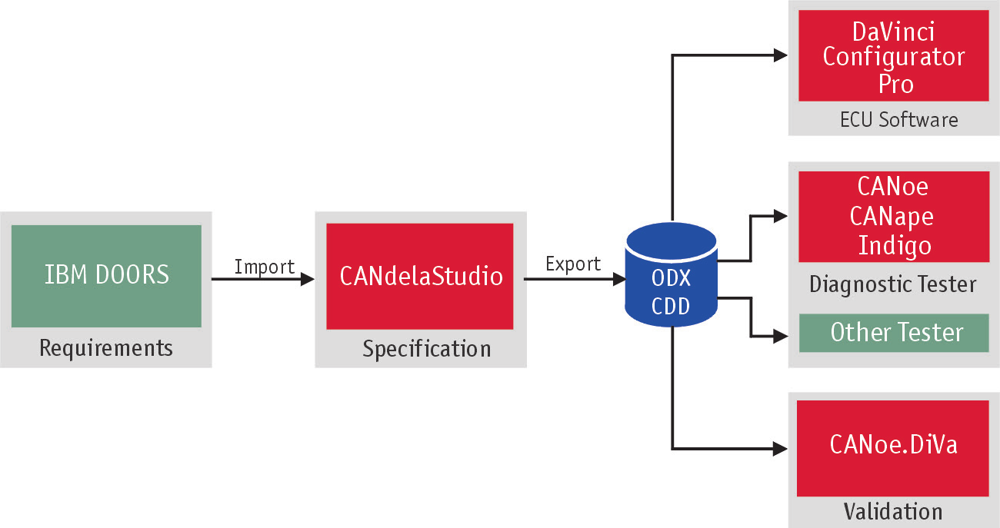 IBM DOORS
Requirements
Import
CANdelaStudio
Specification
Export
ODX
CDD
DaVinci
Configurator
Pro
ECU Software
CANoe
CANape
Indigo
Diagnostic Tester
Other Tester
CANoe.DiVa
Validation